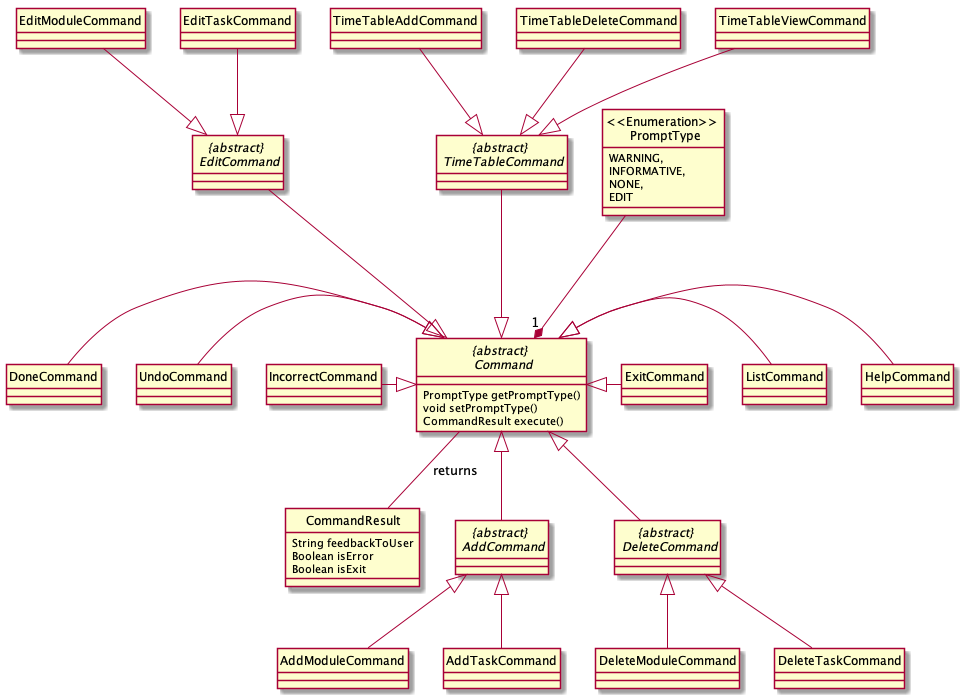 EditModuleCommand
EditTaskCommand
TimeTableAddCommand
TimeTableDeleteCommand
TimeTableViewCommand
{abstract}
EditCommand
{abstract}
TimeTableCommand
<<Enumeration>>
PromptType
WARNING,
INFORMATIVE,
NONE,
EDIT
1
DoneCommand
UndoCommand
IncorrectCommand
{abstract}
Command
PromptType getPromptType()
void setPromptType()
CommandResult execute()
ExitCommand
ListCommand
HelpCommand
returns
CommandResult
String feedbackToUser
Boolean isError
Boolean isExit
{abstract}
AddCommand
{abstract}
DeleteCommand
AddModuleCommand
AddTaskCommand
DeleteModuleCommand
DeleteTaskCommand